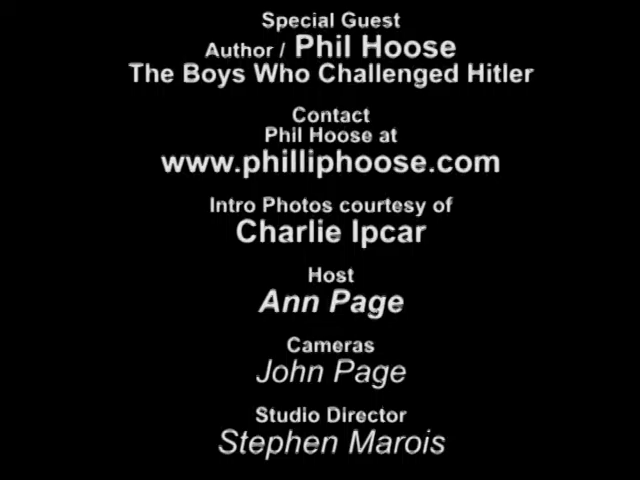 Special Guest
Author / Phil Hoose
The Boys Who Challenged Hitler
Contact
Phil Hoose at
www.philliphoose.com
Intro Photos courtesy of
Charlie Ipcar
Host
Ann Page
Cameras
John Page
Studio Director
Stephen Marois